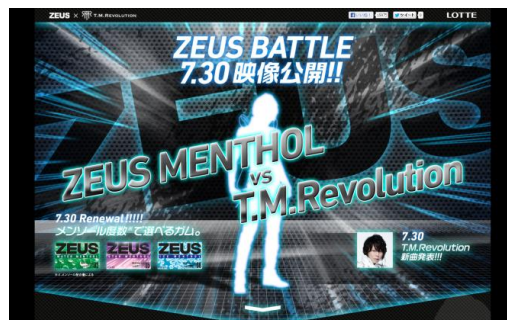 ZEUS × T.M.REVOLUTION
LOTTE
ZEUS BATTLE
7.30 映像公開!!
ZEUS
ZEUS MENTHOL
VS
T.M.Revolution
7.30 Renewal!!!!!
メンソール度数*で選べるガム。
ZEUS
ZEUS
ZEUS
7.30
T.M.Revolution
新曲発表!!!